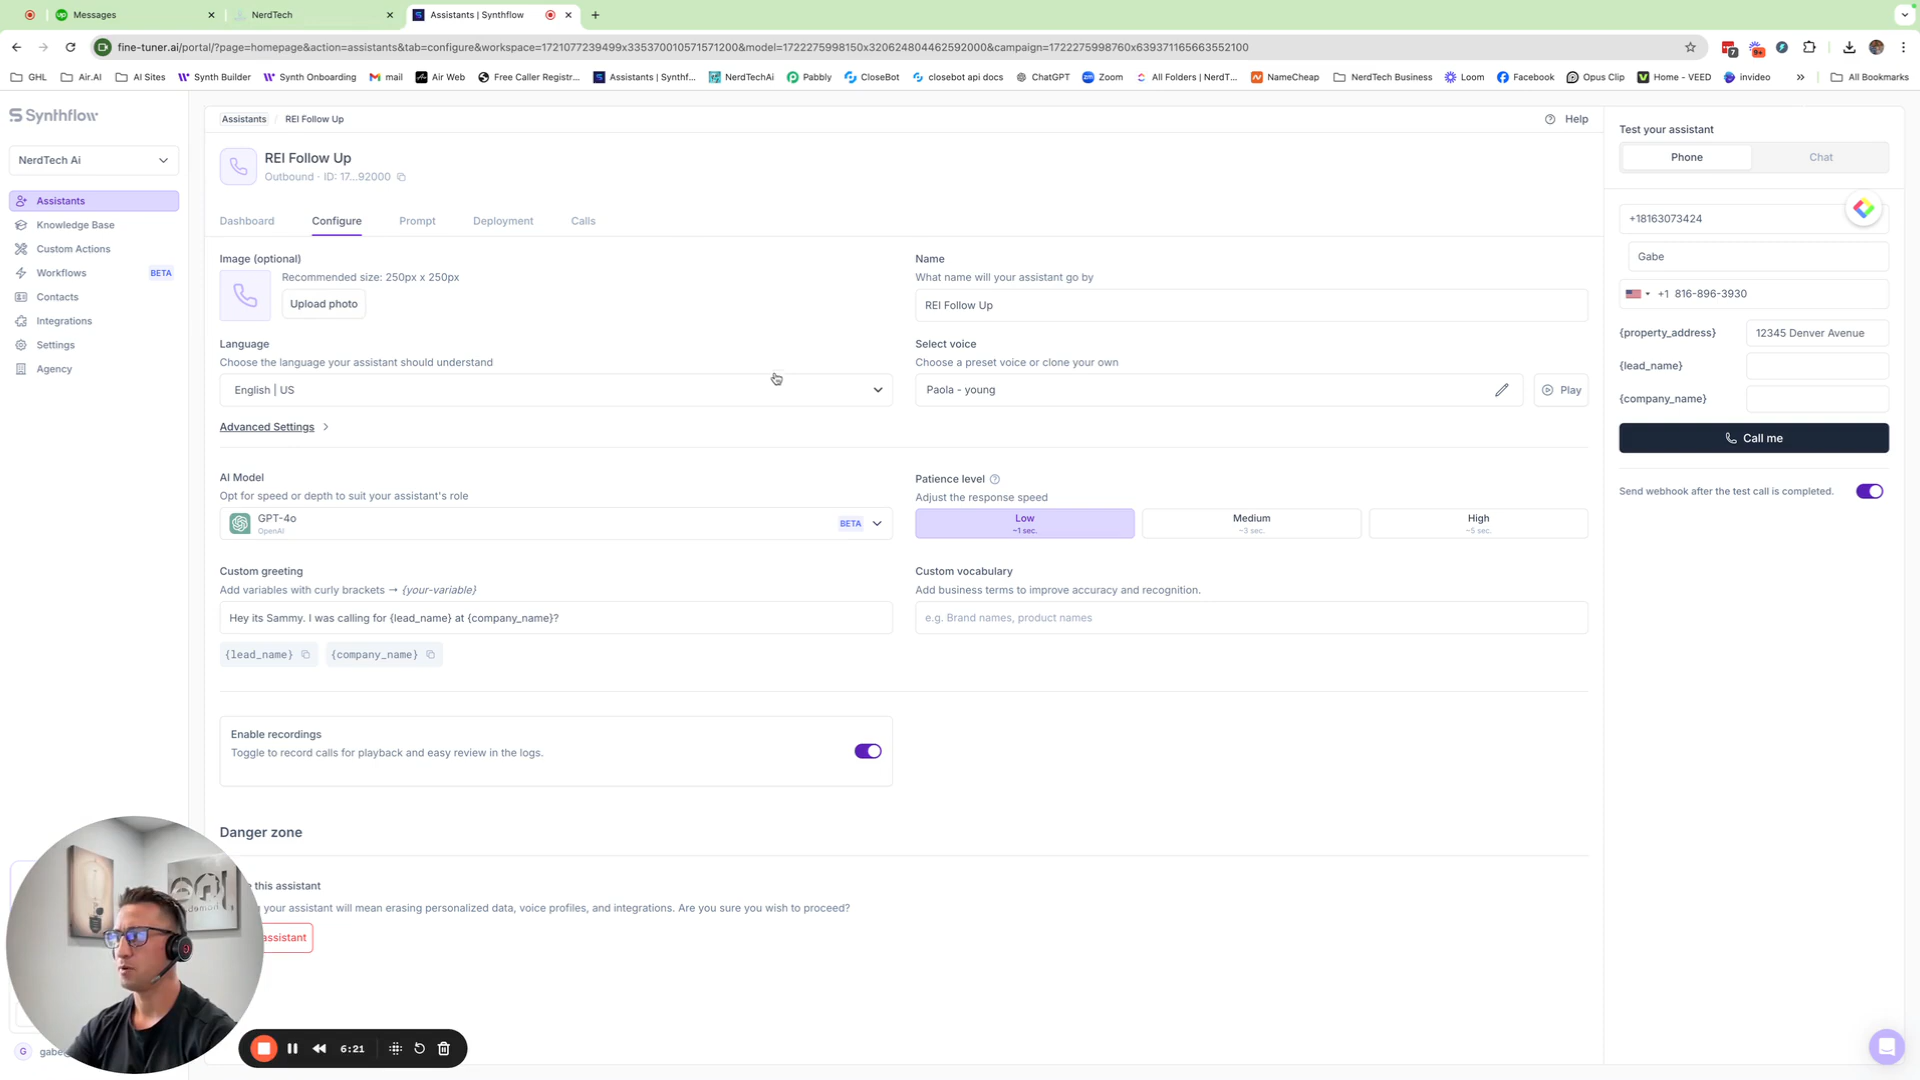 Messages
NerdTech
Assistants | Synthflow
fine-tuner.ai/portal/?page=homepage&action=assistants&tab=configure&workspace=1721077239499x335370010571571200&model=1722275998150x320624804462592000&campaign=1722275998760x639371165663552100
GHL
Air.AI
AI Sites
Synth Builder
Synth Onboarding
mail
Air Web
Free Caller Registr...
Assistants | Synthf...
NerdTechAi
Pabbly
CloseBot
closebot api docs
ChatGPT
Zoom
All Folders | NerdT...
NameCheap
NerdTech Business
Loom
Facebook
Opus Clip
Home - VEED
invideo
All Bookmarks
Synthflow
NerdTech Ai
Assistants
Knowledge Base
Custom Actions
Workflows BETA
Contacts
Integrations
Settings
Agency
Assistants / REI Follow Up
Help
REI Follow Up
Outbound · ID: 17...92000
Dashboard
Configure
Prompt
Deployment
Calls
Image (optional)
Recommended size: 250px x 250px
Upload photo
Name
What name will your assistant go by
REI Follow Up
Language
Choose the language your assistant should understand
English | US
Select voice
Choose a preset voice or clone your own
Paola - young
Play
Advanced Settings
AI Model
Opt for speed or depth to suit your assistant's role
GPT-4o
OpenAI
BETA
Patience level
Adjust the response speed
Low
~1 sec.
Medium
~3 sec.
High
~5 sec.
Custom greeting
Add variables with curly brackets → {your-variable}
Hey its Sammy. I was calling for {lead_name} at {company_name}?
{lead_name}
{company_name}
Custom vocabulary
Add business terms to improve accuracy and recognition.
e.g. Brand names, product names
Enable recordings
Toggle to record calls for playback and easy review in the logs.
Danger zone
this assistant
your assistant will mean erasing personalized data, voice profiles, and integrations. Are you sure you wish to proceed?
assistant
Test your assistant
Phone
Chat
+18163073424
Gabe
+1 816-896-3930
{property_address}
12345 Denver Avenue
{lead_name}
{company_name}
Call me
Send webhook after the test call is completed.
G
6:21